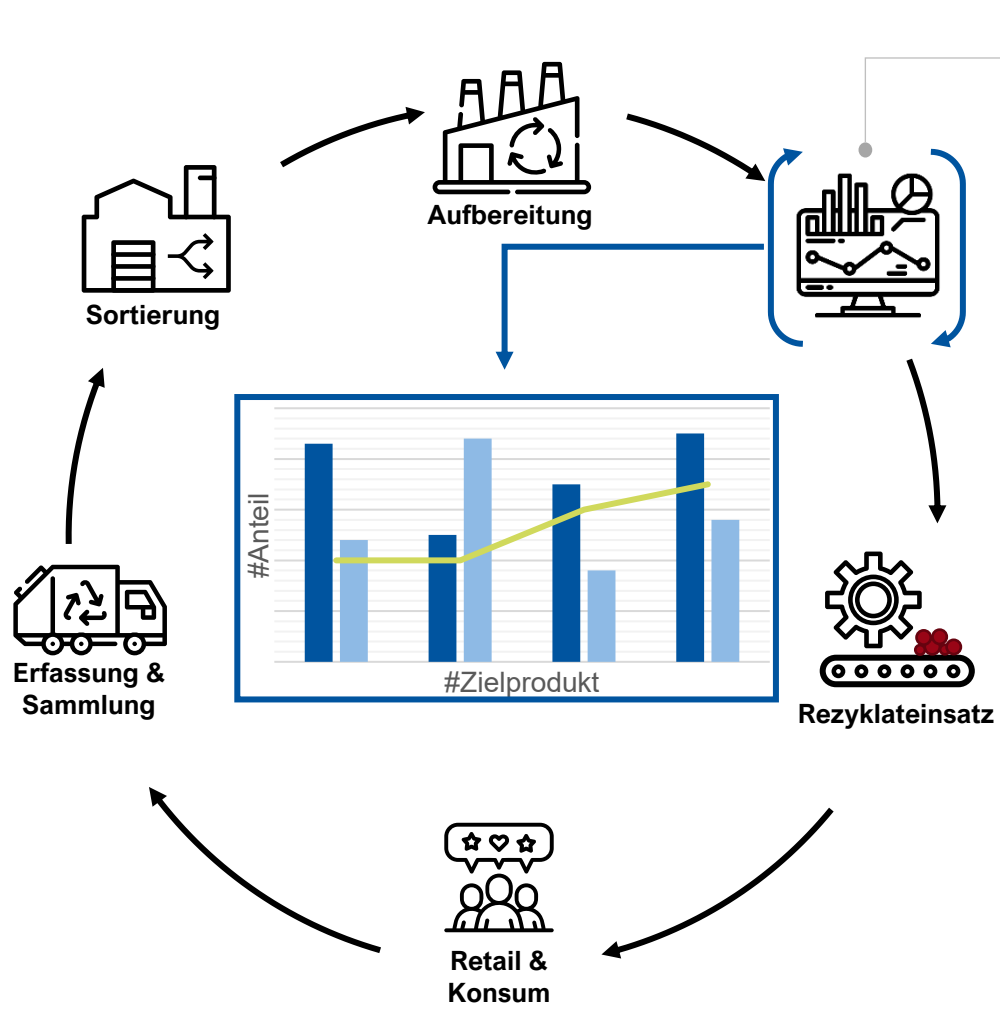 Aufbereitung
Sortierung
#Anteil
#Zielprodukt
Erfassung &
Sammlung
Rezyklateinsatz
Retail &
Konsum